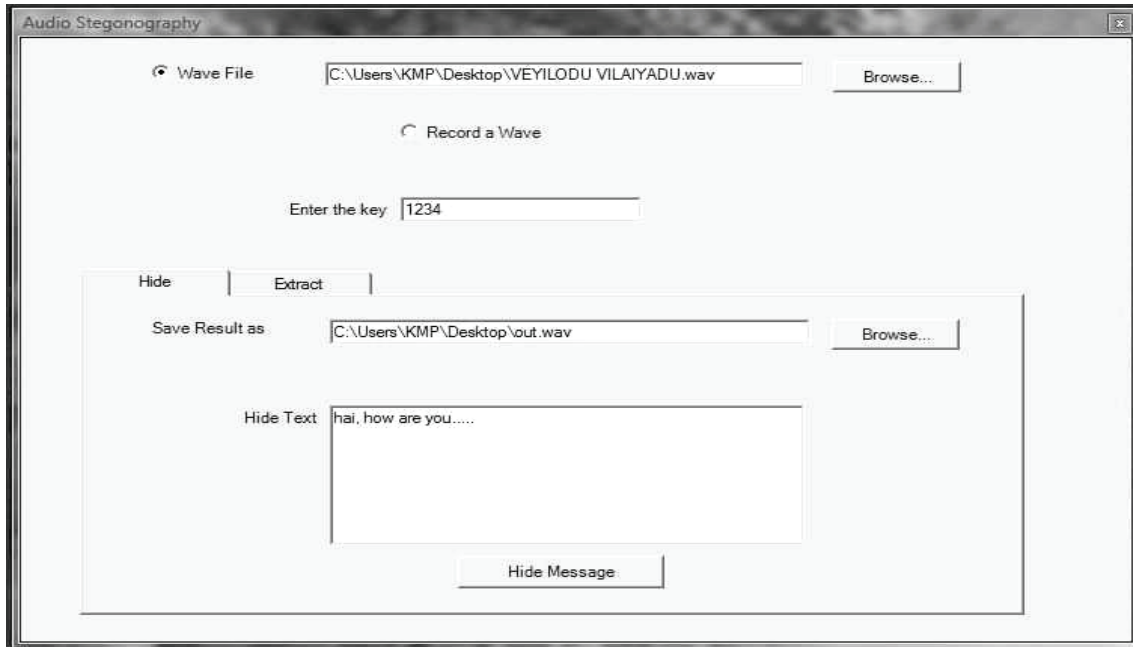 Audio Stegonography
Wave File C:\Users\KMP\Desktop\VEYILODU VILAIYADU.wav Browse...
Record a Wave
Enter the key 1234
Hide Extract
Save Result as C:\Users\KMP\Desktop\out.wav Browse...
Hide Text hai, how are you.....
Hide Message